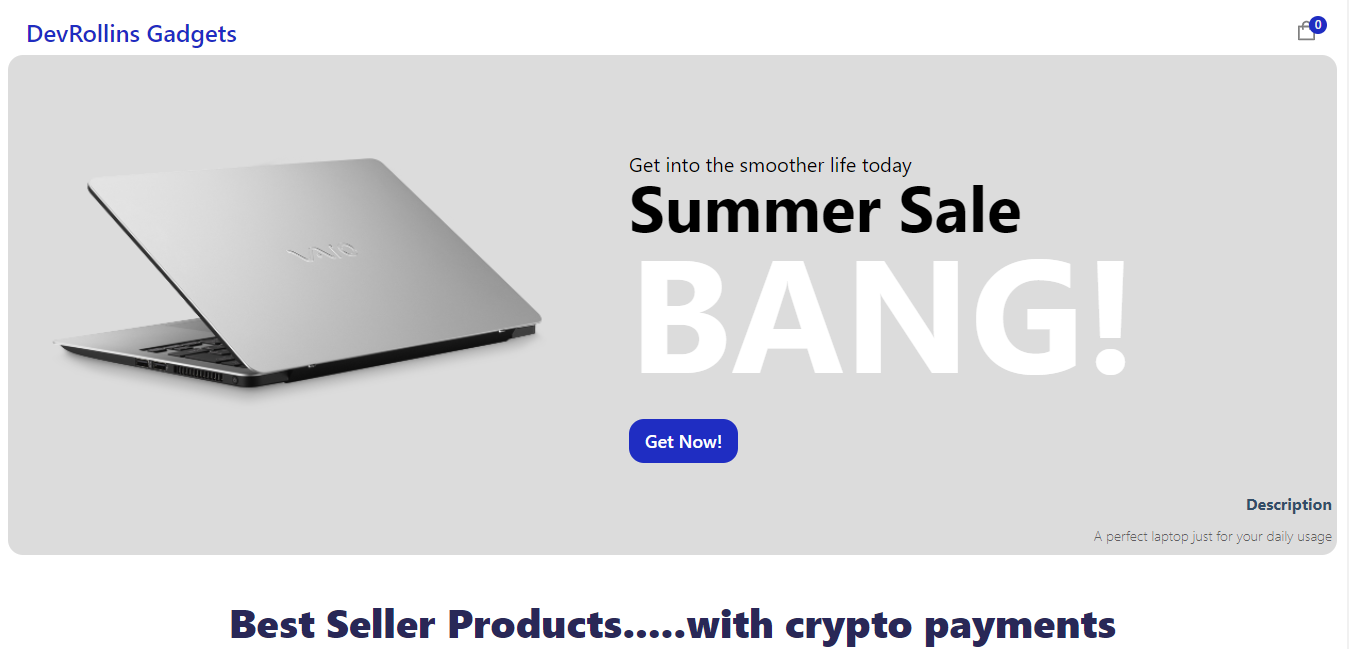 DevRollins Gadgets
0
Get into the smoother life today
Summer Sale
BANG!
VAIO
Get Now!
Description
A perfect laptop just for your daily usage
Best Seller Products.....with crypto payments